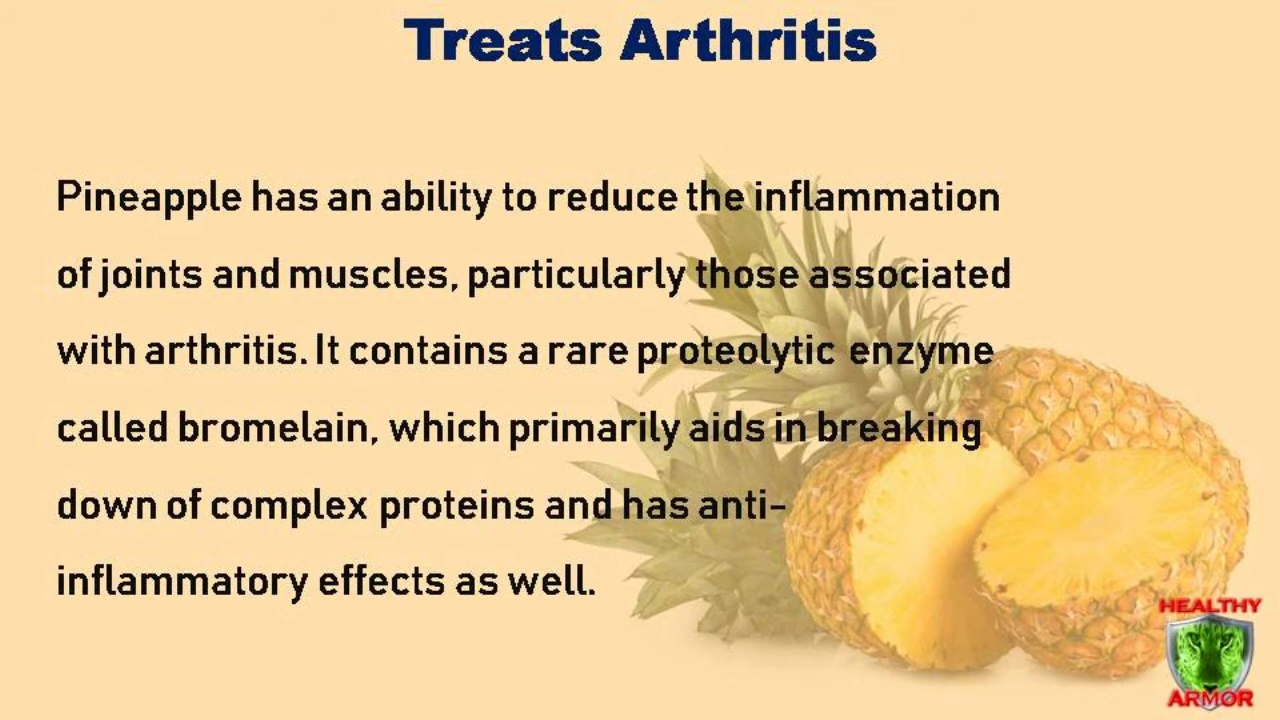 Treats Arthritis
Pineapple has an ability to reduce the inflammation
of joints and muscles, particularly those associated
with arthritis. It contains a rare proteolytic enzyme
called bromelain, which primarily aids in breaking
down of complex proteins and has anti-
inflammatory effects as well.
HEALTHY
ARMOR